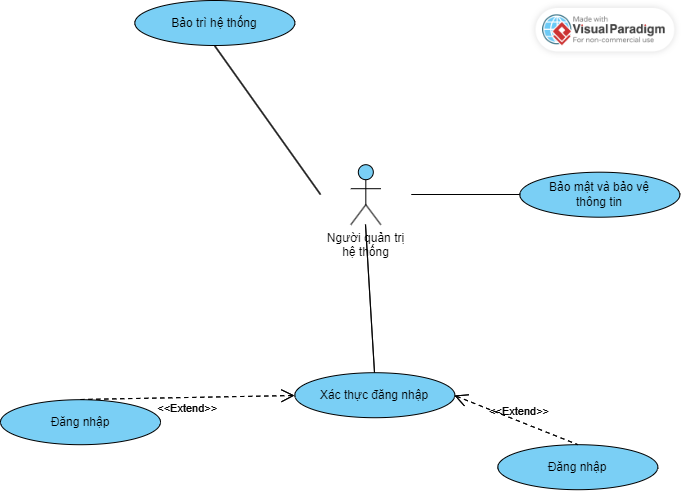 Bảo trì hệ thống
Made with
Visual Paradigm
For non-commercial use
Bảo mật và bảo vệ
thông tin
Người quản trị
hệ thống
Xác thực đăng nhập
<<Extend>>
<<Extend>>
Đăng nhập
Đăng nhập